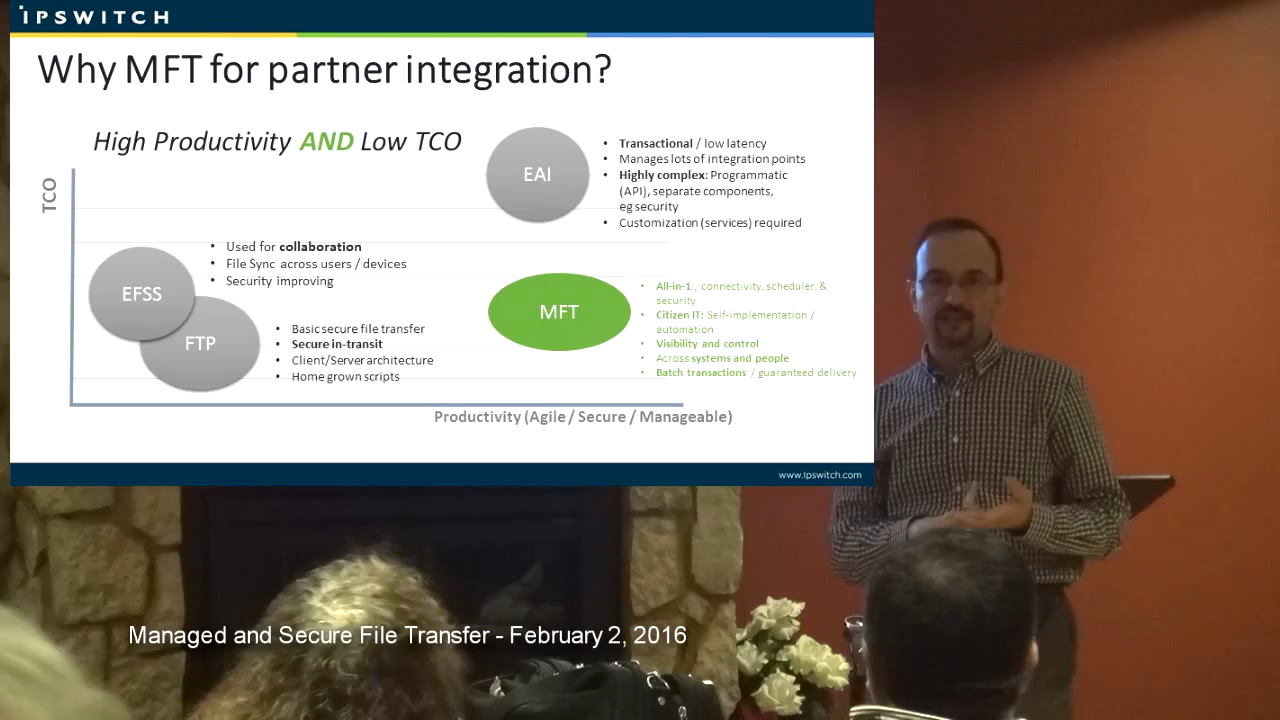 IPSWITCH
Why MFT for partner integration?
High Productivity AND Low TCO
TCO
EAI
• Transactional / low latency
• Manages lots of integration points
• Highly complex: Programmatic
(API), separate components,
eg security
• Customization (services) required
EFSS
• Used for collaboration
• File Sync across users / devices
• Security improving
FTP
• Basic secure file transfer
• Secure in-transit
• Client/Server architecture
• Home grown scripts
MFT
• All-in-1:, connectivity, scheduler, &
security
• Citizen IT: Self-implementation /
automation
• Visibility and control
• Across systems and people
• Batch transactions / guaranteed delivery
Productivity (Agile / Secure / Manageable)
www.ipswitch.com
Managed and Secure File Transfer - February 2, 2016